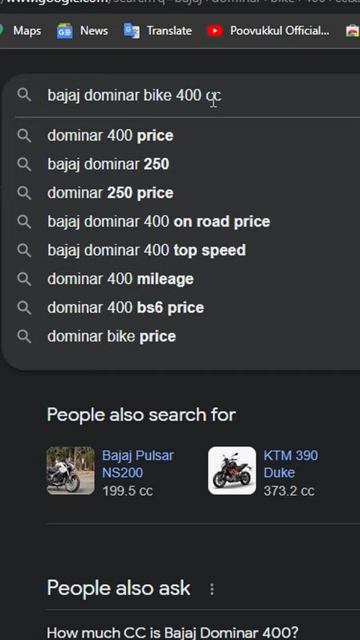 Maps
News
Translate
Poovukkul Official...
bajaj dominar bike 400 cc
dominar 400 price
bajaj dominar 250
dominar 250 price
bajaj dominar 400 on road price
bajaj dominar 400 top speed
dominar 400 mileage
dominar 400 bs6 price
dominar bike price
People also search for
Bajaj Pulsar
NS200
199.5 cc
KTM 390
Duke
373.2 cc
People also ask
How much CC is Bajaj Dominar 400?